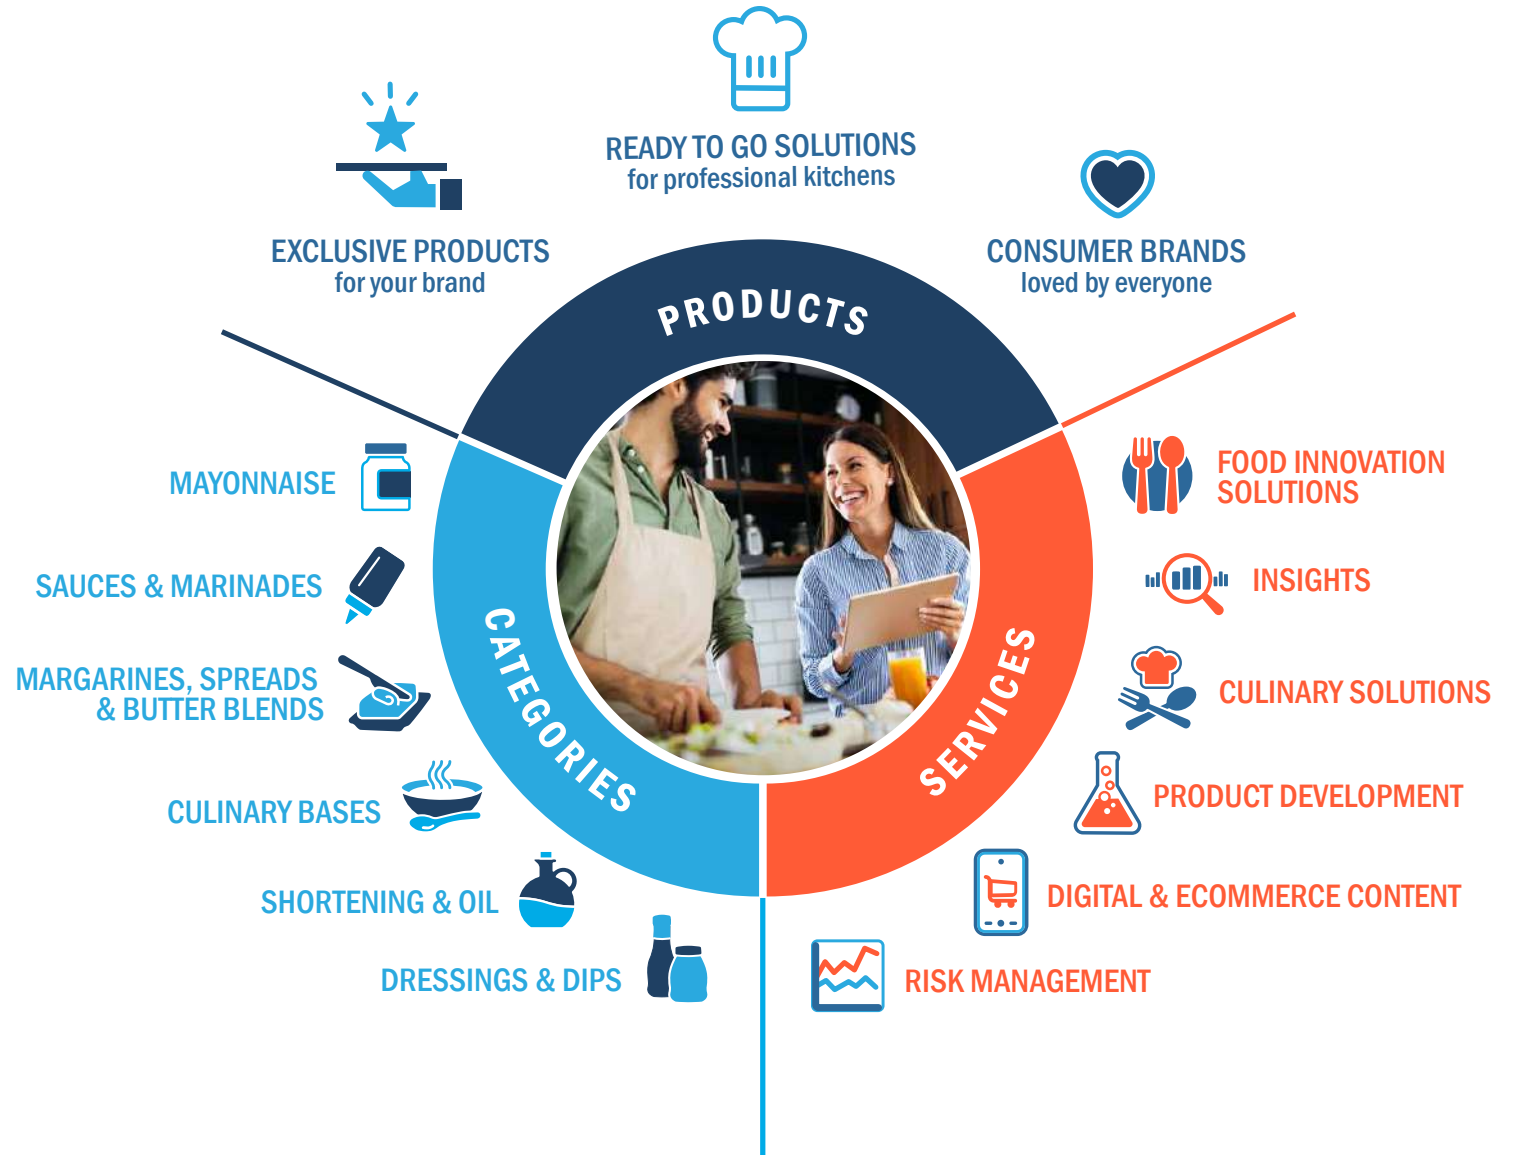 READY TO GO SOLUTIONS
for professional kitchens
EXCLUSIVE PRODUCTS
for your brand
CONSUMER BRANDS
loved by everyone
PRODUCTS
CATEGORIES
MAYONNAISE
SAUCES & MARINADES
MARGARINES, SPREADS
& BUTTER BLENDS
CULINARY BASES
SHORTENING & OIL
DRESSINGS & DIPS
SERVICES
FOOD INNOVATION
SOLUTIONS
INSIGHTS
CULINARY SOLUTIONS
PRODUCT DEVELOPMENT
DIGITAL & ECOMMERCE CONTENT
RISK MANAGEMENT